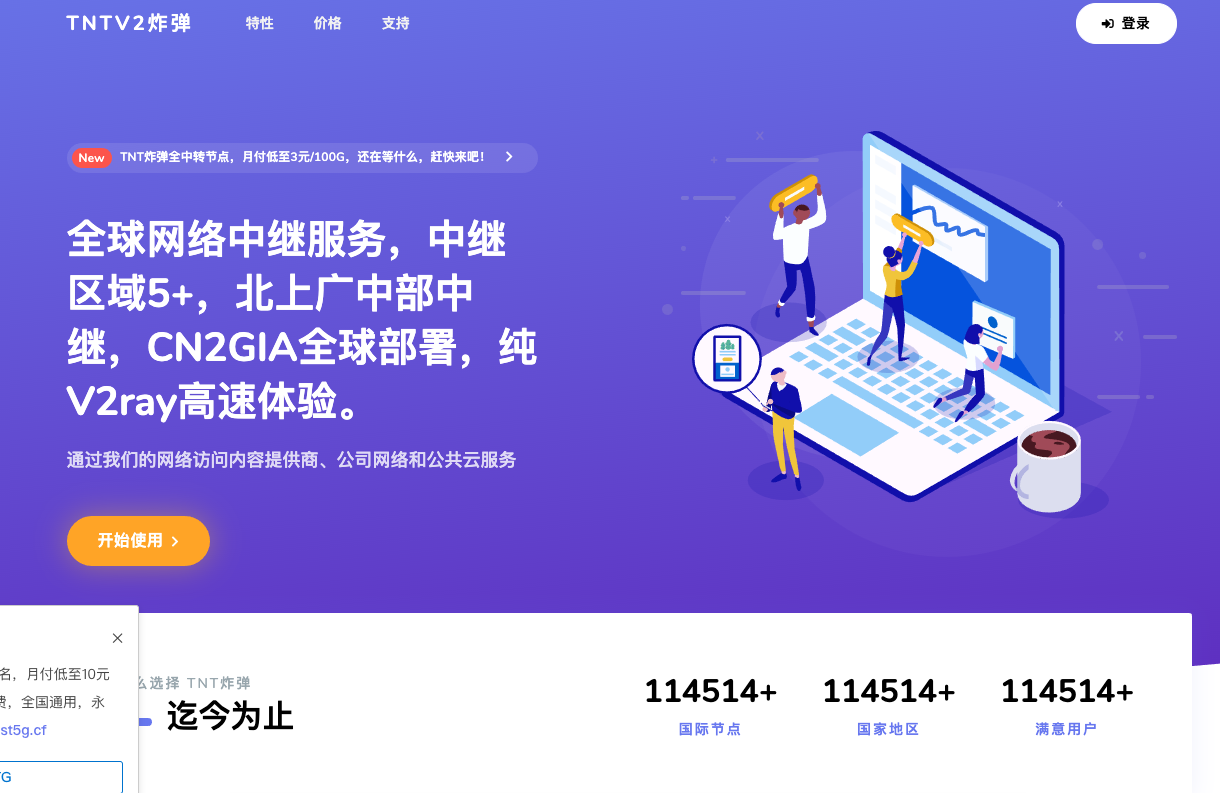 TNTV2炸弹
特性
价格
支持
登录
New TNT炸弹全中转节点，月付低至3元/100G，还在等什么，赶快来吧！
全球网络中继服务，中继
区域5+，北上广中部中
继，CN2GIA全球部署，纯
V2ray高速体验。
通过我们的网络访问内容提供商、公司网络和公共云服务
开始使用
名，月付低至10元
费，全国通用，永
st5g.cf
G
么选择 TNT炸弹
迄今为止
114514+
国际节点
114514+
国家地区
114514+
满意用户